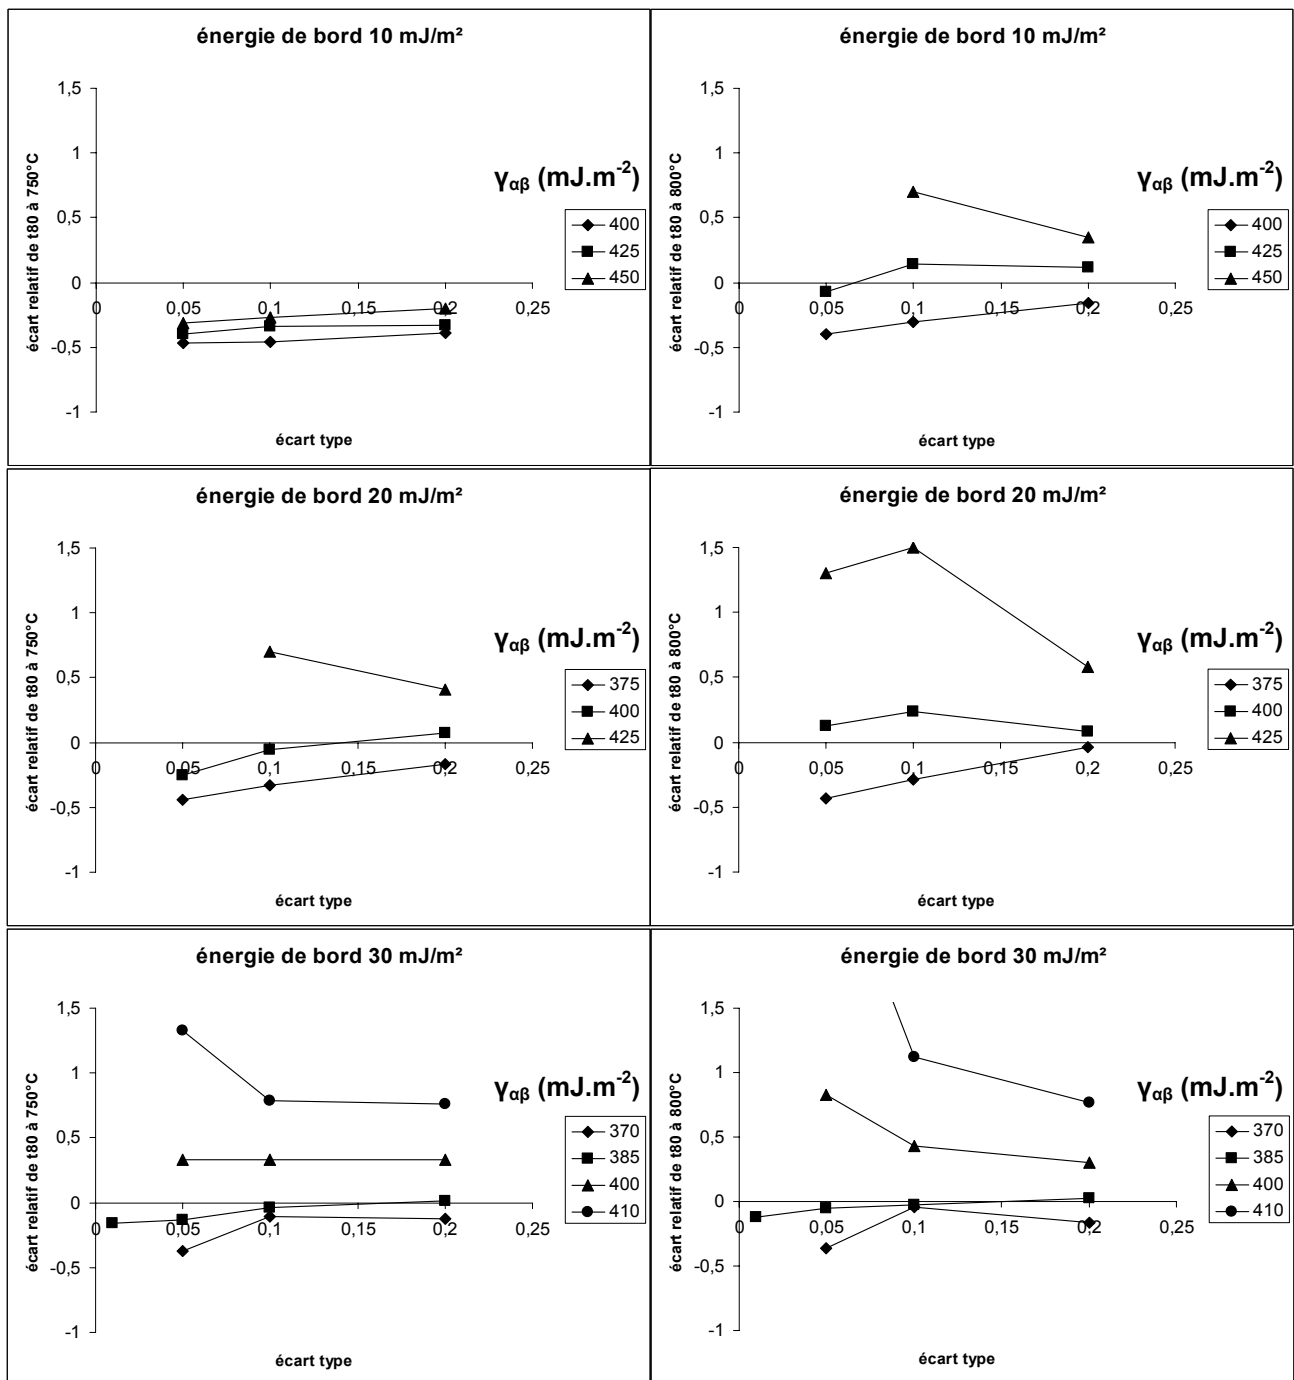 énergie de bord 10 mJ/m²
écart relatif de t80 à 750°C
1,5
1
0,5
0
-0,5
-1
0 0,05 0,1 0,15 0,2 0,25
écart type
γαβ (mJ.m-2)
400
425
450
énergie de bord 10 mJ/m²
écart relatif de t80 à 800°C
1,5
1
0,5
0
-0,5
-1
0 0,05 0,1 0,15 0,2 0,25
écart type
γαβ (mJ.m-2)
400
425
450
énergie de bord 20 mJ/m²
écart relatif de t80 à 750°C
1,5
1
0,5
0
-0,5
-1
0 0,05 0,1 0,15 0,2 0,25
écart type
γαβ (mJ.m-2)
375
400
425
énergie de bord 20 mJ/m²
écart relatif de t80 à 800°C
1,5
1
0,5
0
-0,5
-1
0 0,05 0,1 0,15 0,2 0,25
écart type
γαβ (mJ.m-2)
375
400
425
énergie de bord 30 mJ/m²
écart relatif de t80 à 750°C
1,5
1
0,5
0
-0,5
-1
0 0,05 0,1 0,15 0,2 0,25
écart type
γαβ (mJ.m-2)
370
385
400
410
énergie de bord 30 mJ/m²
écart relatif de t80 à 800°C
1,5
1
0,5
0
-0,5
-1
0 0,05 0,1 0,15 0,2 0,25
écart type
γαβ (mJ.m-2)
370
385
400
410